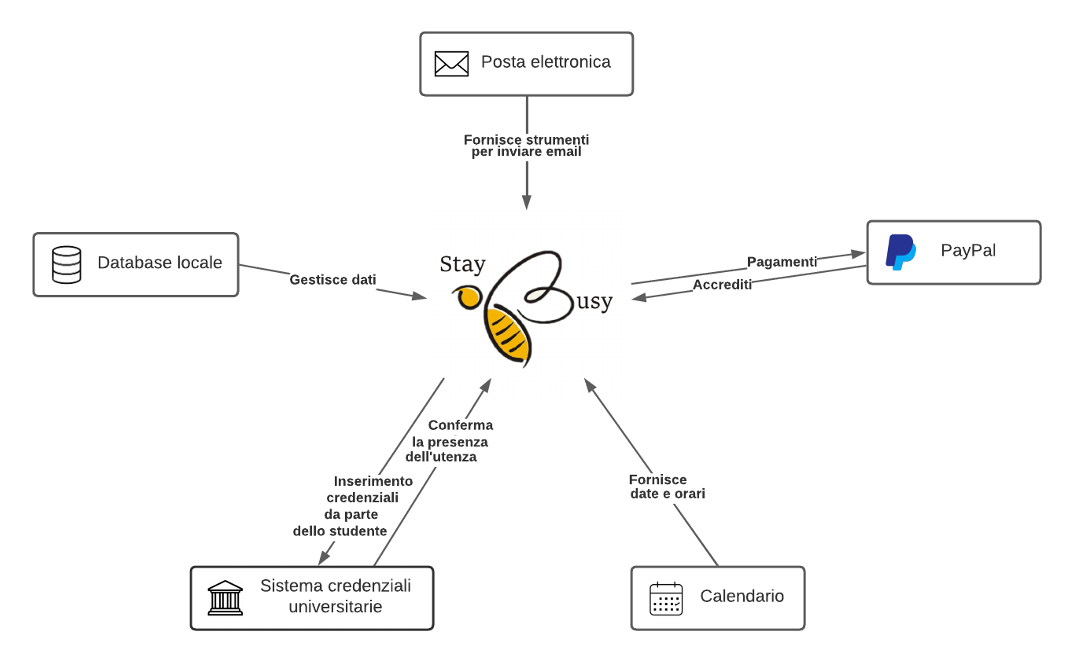 Posta elettronica
Fornisce strumenti
per inviare email
Database locale
Gestisce dati
Stay
usy
Pagamenti
Accrediti
PayPal
Conferma
la presenza
dell'utenza
Inserimento
credenziali
da parte
dello studente
Fornisce
date e orari
Sistema credenziali
universitarie
Calendario